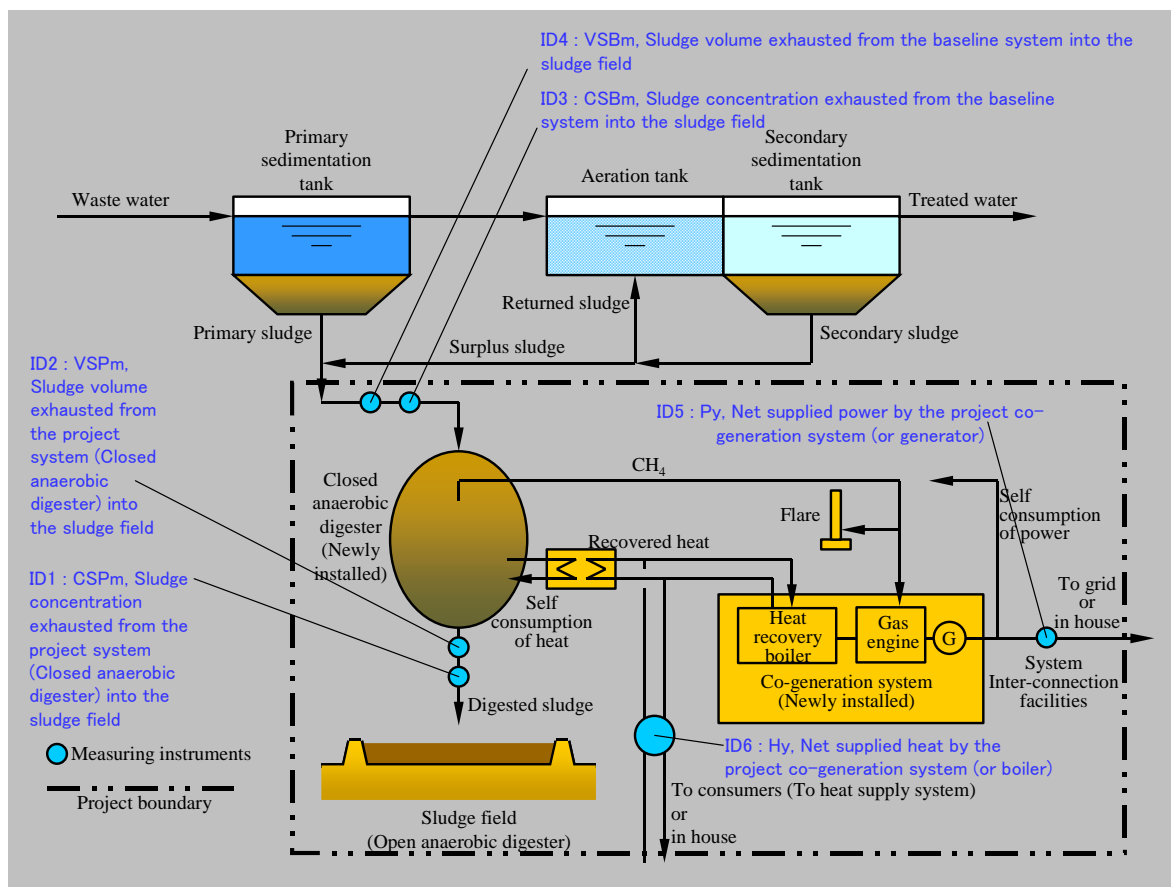 ID4 : VSBm, Sludge volume exhausted from the baseline system into the
sludge field
ID3 : CSBm, Sludge concentration exhausted from the baseline
system into the sludge field
Primary
sedimentation
tank
Secondary
sedimentation
tank
Aeration tank
Waste water
Treated water
Returned sludge
Primary sludge
Secondary sludge
Surplus sludge
ID2 : VSPm,
Sludge volume
exhausted from
the project
system (Closed
anaerobic
digester) into
the sludge field
ID5 : Py, Net supplied power by the project co-
generation system (or generator)
CH4
Closed
anaerobic
digester
(Newly
installed)
Flare
Self
consumption
of power
Recovered heat
ID1 : CSPm, Sludge
concentration
exhausted from the
project system
(Closed anaerobic
digester) into the
sludge field
Self
consumption
of heat
To grid
or
in house
Heat
recovery
boiler
Gas
engine
G
Co-generation system
(Newly installed)
System
Inter-connection
facilities
Digested sludge
ID6 : Hy, Net supplied heat by the
project co-generation system (or boiler)
Measuring instruments
Project boundary
To consumers (To heat supply system)
or
in house
Sludge field
(Open anaerobic digester)